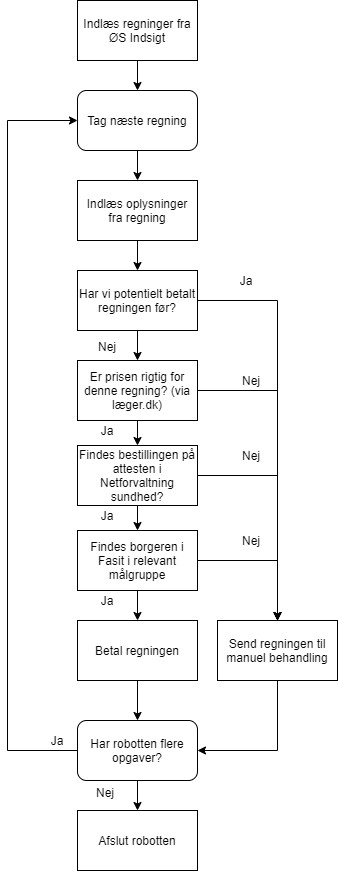 Indlæs regninger fra
ØS Indsigt
Tag næste regning
Indlæs oplysninger
fra regning
Har vi potentielt betalt
regningen før?
Ja
Nej
Er prisen rigtig for
denne regning? (via
læger.dk)
Nej
Ja
Findes bestillingen på
attesten i
Netforvaltning
sundhed?
Nej
Ja
Findes borgeren i
Fasit i relevant
målgruppe
Nej
Ja
Betal regningen
Send regningen til
manuel behandling
Har robotten flere
opgaver?
Ja
Nej
Afslut robotten